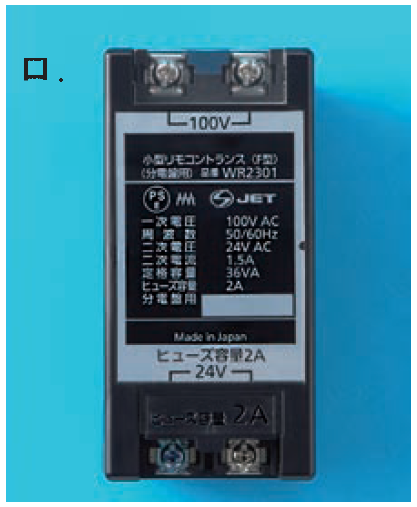 ロ.
100V
小型リモコントランス (F型)
(分電盤用) 品番 WR2301
PS E JET
一次電圧 100V AC
周波数 50/60Hz
二次電圧 24V AC
二次電流 1.5A
定格容量 36VA
ヒューズ容量 2A
分電盤用
Made in Japan
ヒューズ容量2A
24V
ヒューズ容量 2A